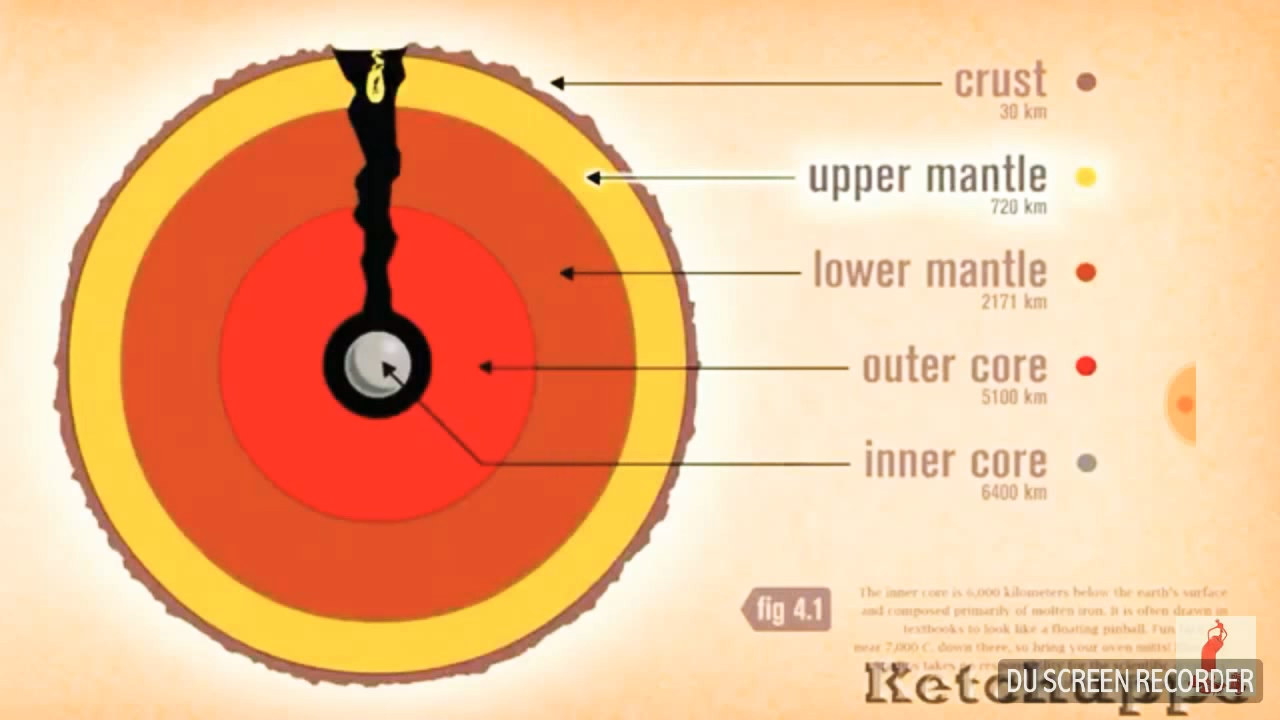 crust
30 km
upper mantle
720 km
lower mantle
2171 km
outer core
5100 km
inner core
6400 km
fig 4.1
The inner core is 6,000 kilometers below the earth's surface
and composed primarily of molten iron. It is often drawn in
textbooks to look like a floating pinball. Fun
near 7,000 C. down there, so bring your oven mitts!
takes
DU SCREEN RECORDER